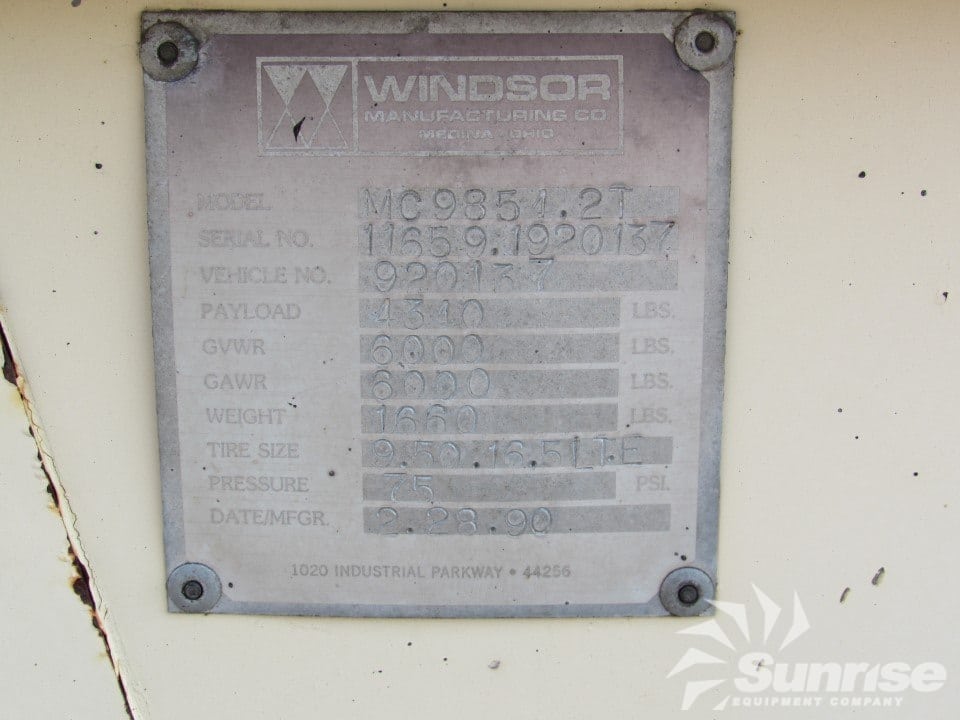 WINDSOR
MANUFACTURING CO
MEDINA OHIO
MODEL MC9854.2T
SERIAL NO. 11659.1920137
VEHICLE NO. 920137
PAYLOAD 4340 LBS.
GVWR 6000 LBS.
GAWR 6000 LBS.
WEIGHT 1660 LBS.
TIRE SIZE 9.50.16.5LT.E
PRESSURE 75 PSI.
DATE/MFGR. 2.28.90
1020 INDUSTRIAL PARKWAY • 44256
Sunrise
EQUIPMENT COMPANY